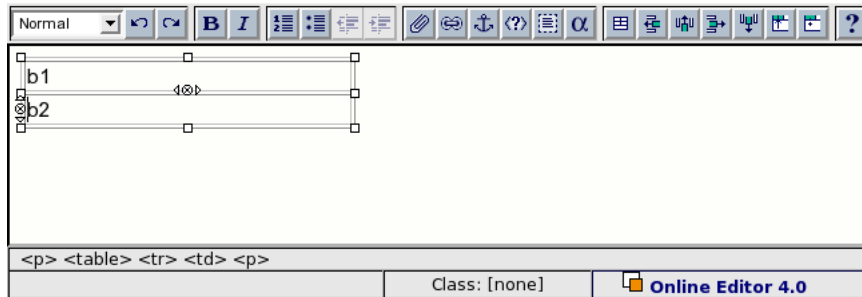 Normal B I <?> α ?
b1
b2
<p> <table> <tr> <td> <p>
Class: [none] Online Editor 4.0